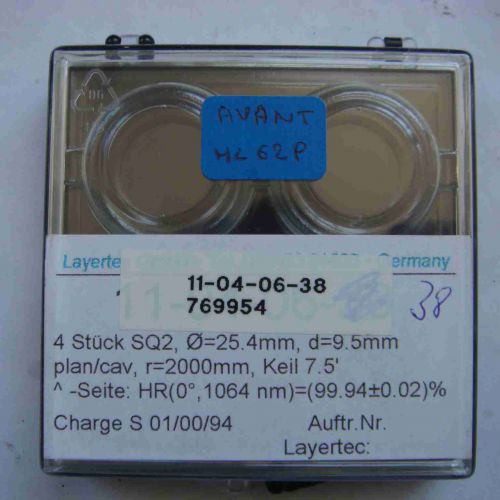 AVANT
ML 62P
Layertec Germany
11-04-06-38
769954
38
4 Stück SQ2, Ø=25.4mm, d=9.5mm
plan/cav, r=2000mm, Keil 7.5'
^ -Seite: HR(0°,1064 nm)=(99.94±0.02)%
Charge S 01/00/94 Auftr.Nr.
Layertec: